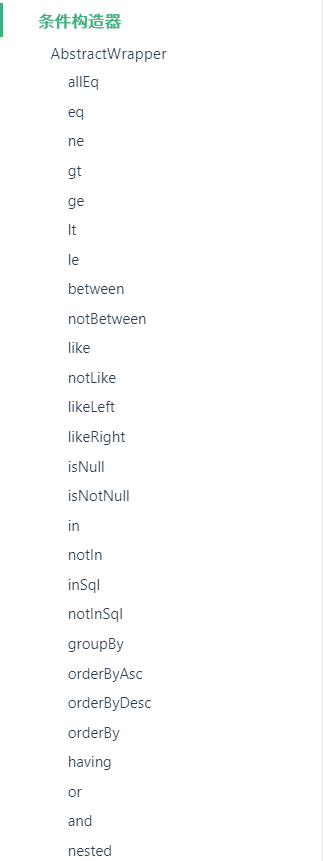 条件构造器
AbstractWrapper
allEq
eq
ne
gt
ge
lt
le
between
notBetween
like
notLike
likeLeft
likeRight
isNull
isNotNull
in
notIn
inSql
notInSql
groupBy
orderByAsc
orderByDesc
orderBy
having
or
and
nested